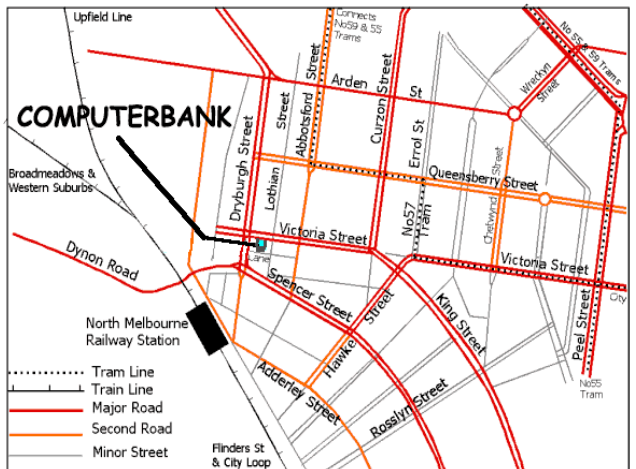 Upfield Line
Connects
No59 & 55
Trams
No 55 & 59 Trams
Wreckyn
Street
Arden St
COMPUTERBANK
Street
Lothian
Abbotsford Street
Curzon Street
Errol St
Dryburgh Street
Queensberry Street
Chetwynd Street
Broadmeadows &
Western Suburbs
No57
Tram
Victoria Street
Lane
Victoria Street
Dynon Road
Spencer Street
Hawke Street
King Street
Peel Street
City
North Melbourne
Railway Station
Adderley Street
Rosslyn Street
No55
Tram
Tram Line
Train Line
Major Road
Second Road
Minor Street
Flinders St
& City Loop